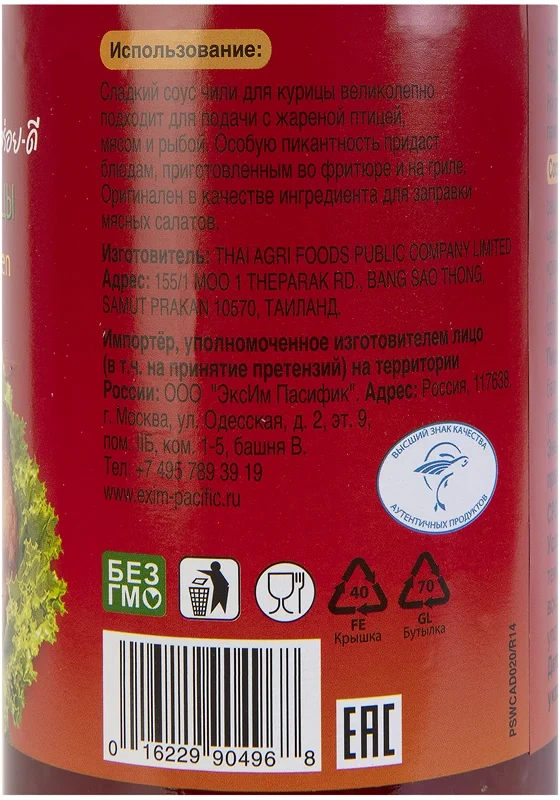 Использование:
Сладкий соус чили для курицы великолепно
подходит для подачи с жареной птицей,
мясом и рыбой. Особую пикантность придаст
блюдам, приготовленным во фритюре и на гриле.
Оригинален в качестве ингредиента для заправки
мясных салатов.
Изготовитель: THAI AGRI FOODS PUBLIC COMPANY LIMITED
Адрес: 155/1 MOO 1 THEPARAK RD., BANG SAO THONG,
SAMUT PRAKAN 10570, ТАИЛАНД.
Импортёр, уполномоченное изготовителем лицо
(в т.ч. на принятие претензий) на территории
России: ООО "ЭксИм Пасифик". Адрес: Россия, 117638,
г. Москва, ул. Одесская, д. 2, эт. 9,
пом. IIБ, ком. 1-5, башня В.
Тел: +7 495 789 39 19
www.exim-pacific.ru
ВЫСШИЙ ЗНАК КАЧЕСТВА
АУТЕНТИЧНЫХ ПРОДУКТОВ
БЕЗ
ГМО
40
FE
Крышка
70
GL
Бутылка
0 16229 90496 8
EAC
PSWCAD020/R14